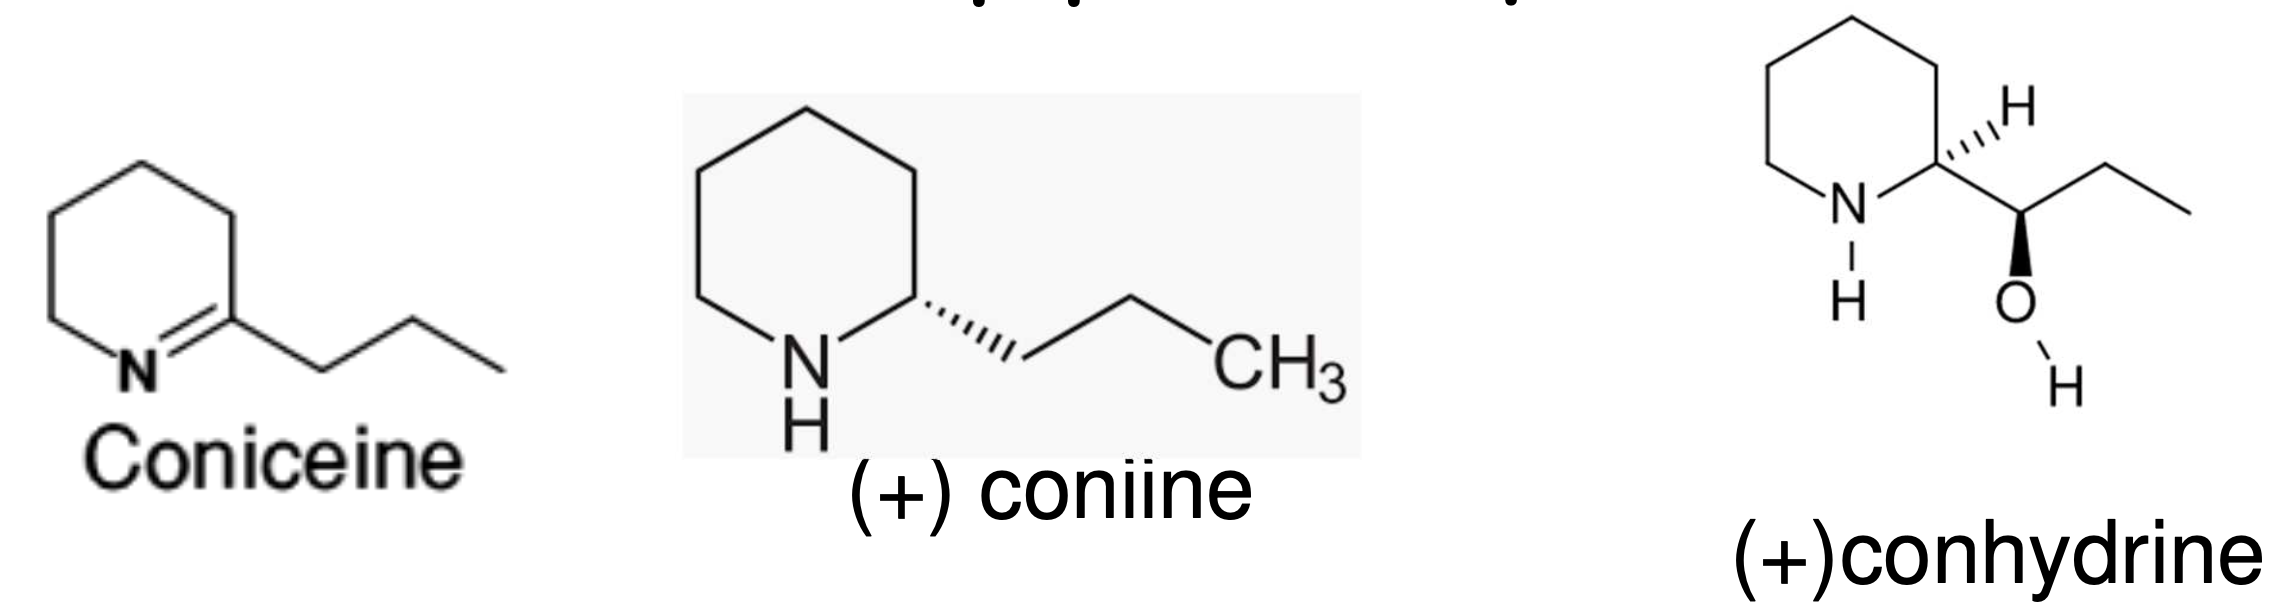 N
Coniceine
N
H
CH3
(+) coniine
H
N
H
O
H
(+)conhydrine